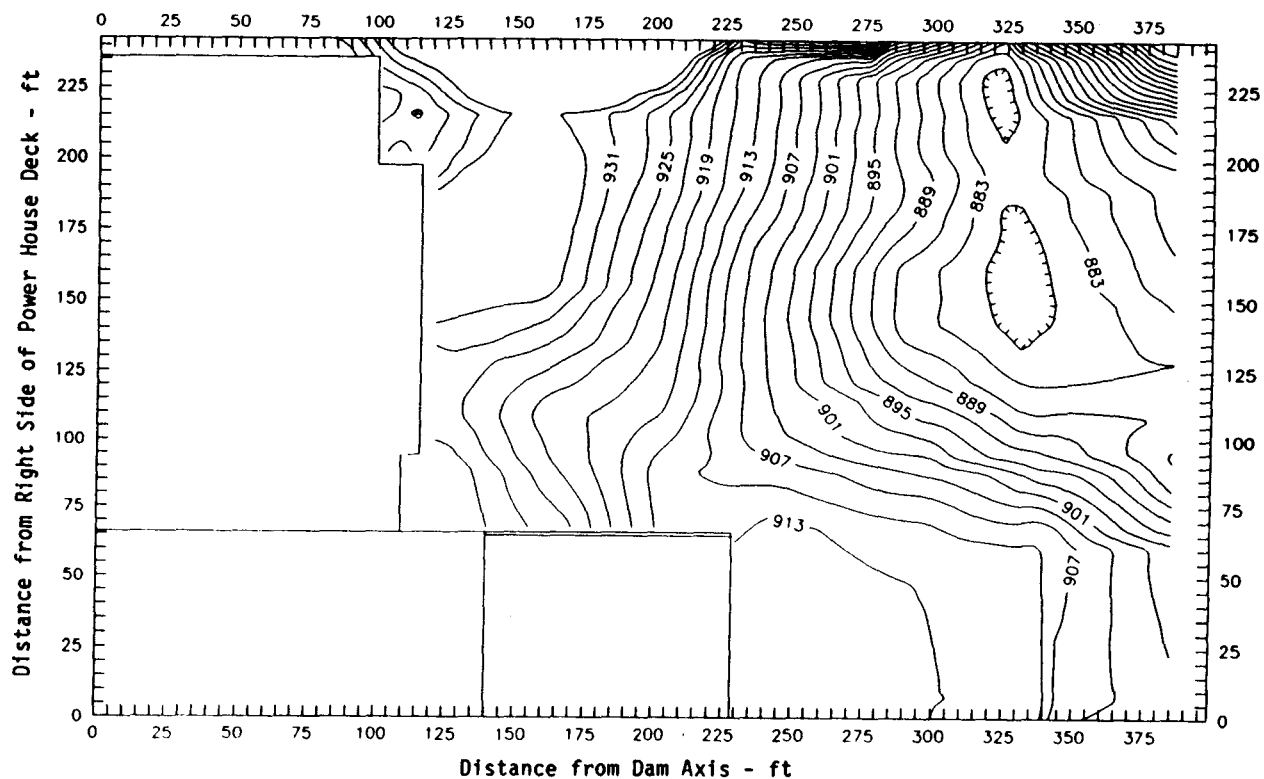 0 25 50 75 100 125 150 175 200 225 250 275 300 325 350 375
Distance from Right Side of Power House Deck - ft
225 225
200 200
175 175
150 150
125 125
100 100
75 75
50 50
25 25
0 0
931 925 919 913 907 901 895 889 883
883
901 895 889
907
901
913
907
0 25 50 75 100 125 150 175 200 225 250 275 300 325 350 375
Distance from Dam Axis - ft